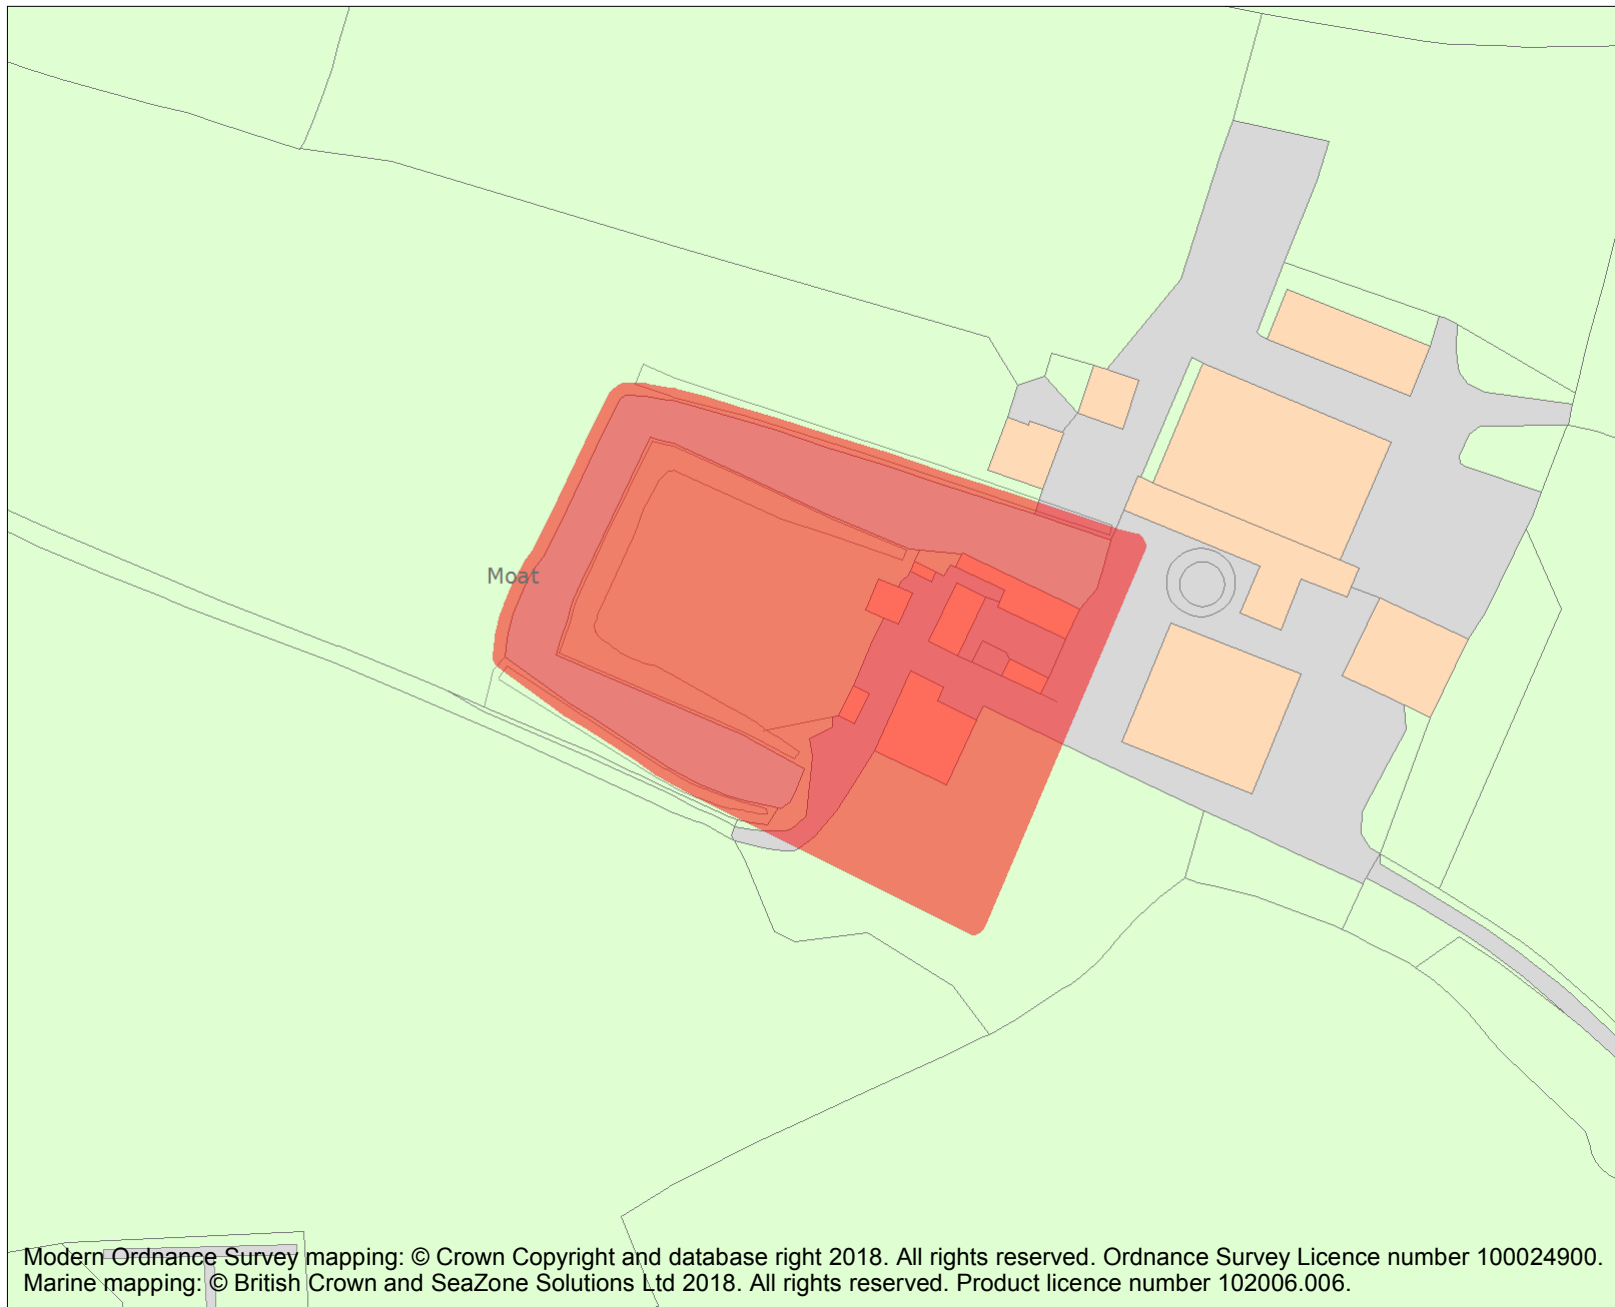 Moat
Modern Ordnance Survey mapping: © Crown Copyright and database right 2018. All rights reserved. Ordnance Survey Licence number 100024900.
Marine mapping: © British Crown and SeaZone Solutions Ltd 2018. All rights reserved. Product licence number 102006.006.